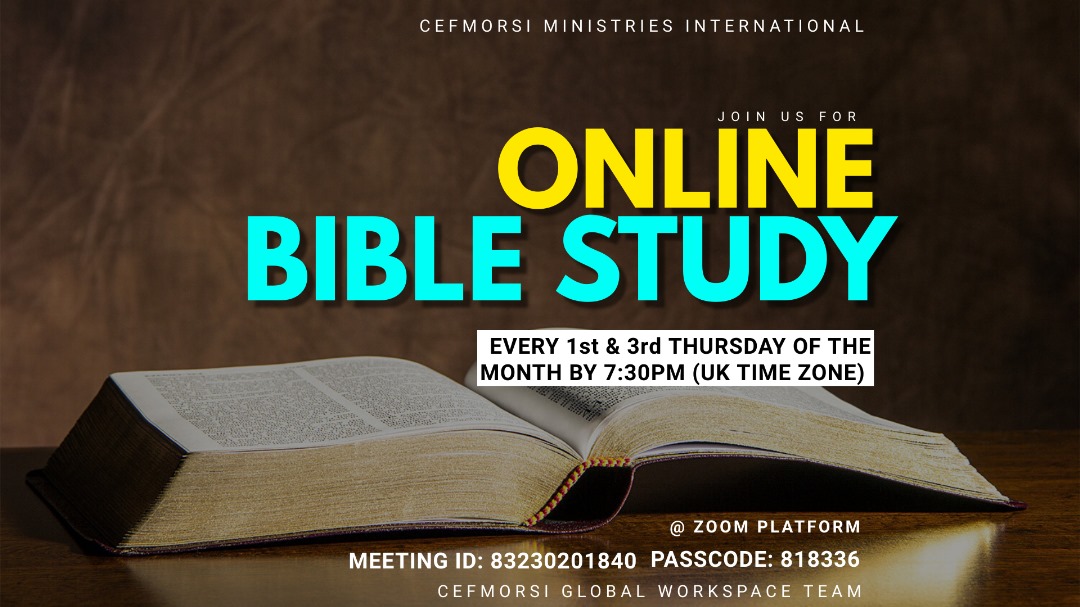 CEFMORSI MINISTRIES INTERNATIONAL
JOIN US FOR
ONLINE
BIBLE STUDY
EVERY 1st & 3rd THURSDAY OF THE
MONTH BY 7:30PM (UK TIME ZONE)
@ ZOOM PLATFORM
MEETING ID: 83230201840 PASSCODE: 818336
CEFMORSI GLOBAL WORKSPACE TEAM